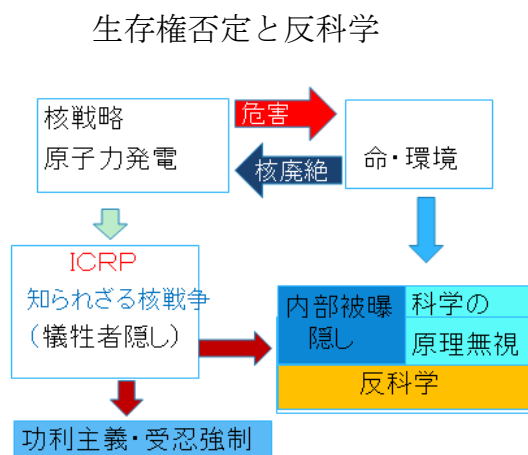 生存権否定と反科学
核戦略
原子力発電
危害
核廃絶
命・環境
ICRP
知られざる核戦争
(犠牲者隠し)
内部被曝
隠し
科学の
原理無視
反科学
功利主義・受忍強制